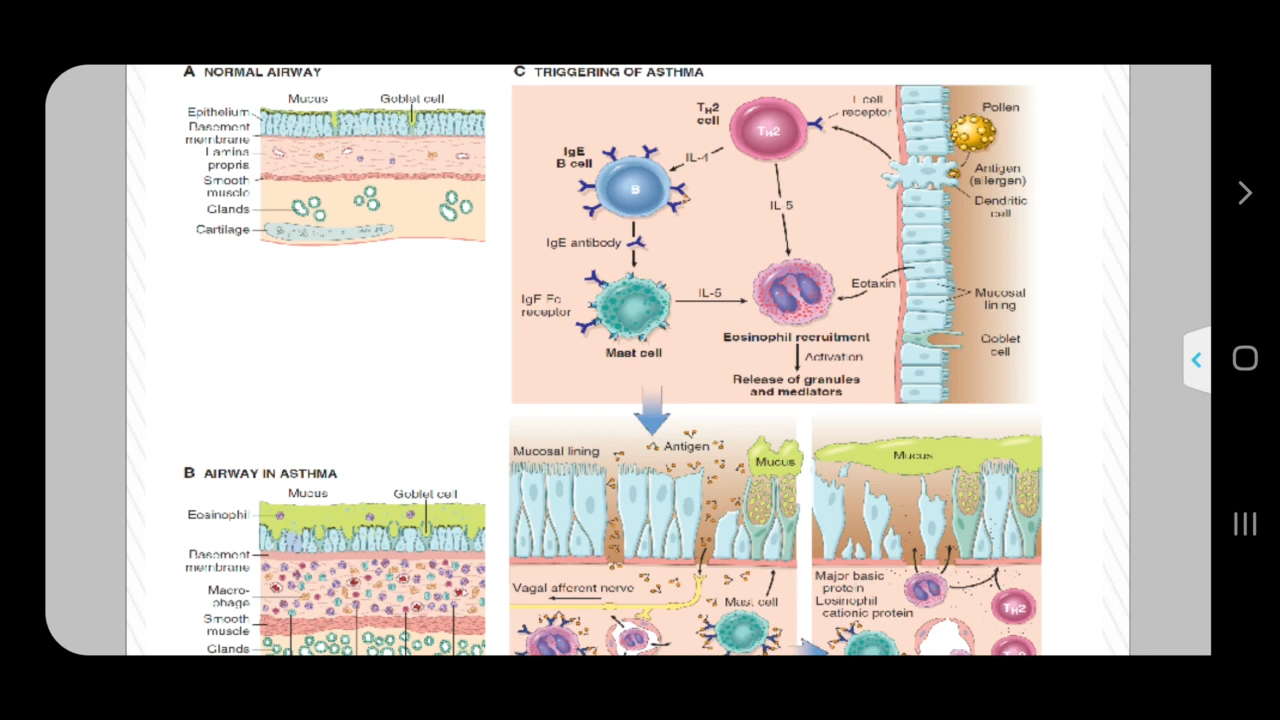 A NORMAL AIRWAY
Mucus
Goblet cell
Epithelium
Basement
membrane
Lamina
propria
Smooth
muscle
Glands
Cartilage
B AIRWAY IN ASTHMA
Mucus
Goblet cell
Eosinophil
Basement
membrane
Macro-
phage
Smooth
muscle
Glands
C TRIGGERING OF ASTHMA
TH2
cell
TH2
T cell
receptor
Pollen
IgE
B cell
IL-4
B
Antigen
(allergen)
Dendritic
cell
IL-5
IgE antibody
Eotaxin
IgE Fc
receptor
IL-5
Mucosal
lining
Eosinophil recruitment
Goblet
cell
Mast cell
Activation
Release of granules
and mediators
Mucosal lining
Antigen
Mucus
Vagal afferent nerve
Mast cell
Mucus
Major basic
protein
Eosinophil
cationic protein
TH2